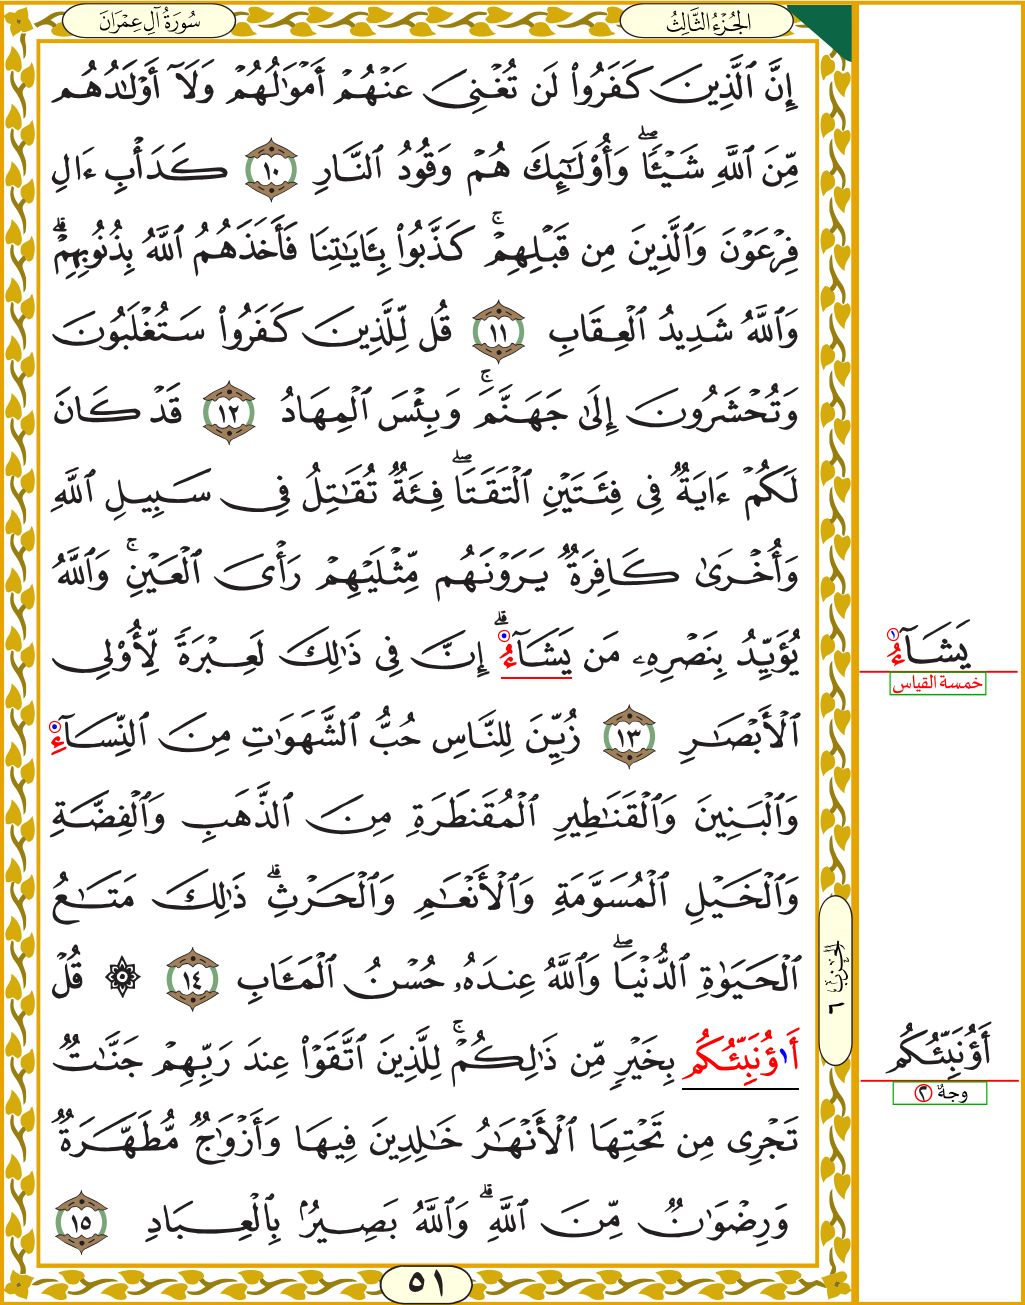 الجُزْءُ الثَّالِثُ
سُورَةُ آلِ عِمْرَانَ
إِنَّ ٱلَّذِينَ كَفَرُوا۟ لَن تُغْنِىَ عَنْهُمْ أَمْوَٰلُهُمْ وَلَآ أَوْلَٰدُهُم
مِّنَ ٱللَّهِ شَيْـًٔا ۖ وَأُو۟لَـٰٓئِكَ هُمْ وَقُودُ ٱلنَّارِ ١٠ كَدَأْبِ ءَالِ
فِرْعَوْنَ وَٱلَّذِينَ مِن قَبْلِهِمْ ۚ كَذَّبُوا۟ بِـَٔايَـٰتِنَا فَأَخَذَهُمُ ٱللَّهُ بِذُنُوبِهِمْ ۗ
وَٱللَّهُ شَدِيدُ ٱلْعِقَابِ ١١ قُل لِّلَّذِينَ كَفَرُوا۟ سَتُغْلَبُونَ
وَتُحْشَرُونَ إِلَىٰ جَهَنَّمَ ۚ وَبِئْسَ ٱلْمِهَادُ ١٢ قَدْ كَانَ
لَكُمْ ءَايَةٌ فِى فِئَتَيْنِ ٱلْتَقَتَا ۖ فِئَةٌ تُقَـٰتِلُ فِى سَبِيلِ ٱللَّهِ
وَأُخْرَىٰ كَافِرَةٌ يَرَوْنَهُم مِّثْلَيْهِمْ رَأْىَ ٱلْعَيْنِ ۚ وَٱللَّهُ
يُؤَيِّدُ بِنَصْرِهِۦ مَن يَشَآءُ ۗ إِنَّ فِى ذَٰلِكَ لَعِبْرَةً لِّأُو۟لِى
يَشَآءُ ١
خمسة القياس
ٱلْأَبْصَـٰرِ ١٣ زُيِّنَ لِلنَّاسِ حُبُّ ٱلشَّهَوَٰتِ مِنَ ٱلنِّسَآءِ
وَٱلْبَنِينَ وَٱلْقَنَـٰطِيرِ ٱلْمُقَنطَرَةِ مِنَ ٱلذَّهَبِ وَٱلْفِضَّةِ
وَٱلْخَيْلِ ٱلْمُسَوَّمَةِ وَٱلْأَنْعَـٰمِ وَٱلْحَرْثِ ۗ ذَٰلِكَ مَتَـٰعُ
ٱلْحَيَوٰةِ ٱلدُّنْيَا ۖ وَٱللَّهُ عِندَهُۥ حُسْنُ ٱلْمَـَٔابِ ١٤ ۞ قُلْ
الحزب ٦
أَؤُنَبِّئُكُم بِخَيْرٍ مِّن ذَٰلِكُمْ ۚ لِلَّذِينَ ٱتَّقَوْا۟ عِندَ رَبِّهِمْ جَنَّـٰتٌ
أَؤُنَبِّئُكُم
وجهٌ ٢
تَجْرِى مِن تَحْتِهَا ٱلْأَنْهَـٰرُ خَـٰلِدِينَ فِيهَا وَأَزْوَٰجٌ مُّطَهَّرَةٌ
وَرِضْوَٰنٌ مِّنَ ٱللَّهِ ۗ وَٱللَّهُ بَصِيرٌۢ بِٱلْعِبَادِ ١٥
٥١